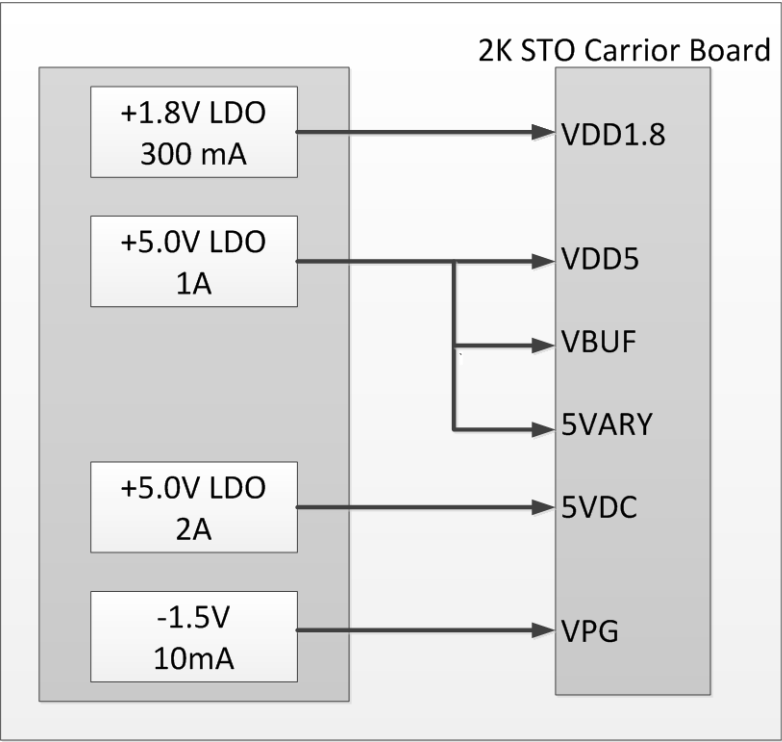 2K STO Carrior Board
+1.8V LDO
300 mA
VDD1.8
+5.0V LDO
1A
VDD5
VBUF
5VARY
+5.0V LDO
2A
5VDC
-1.5V
10mA
VPG